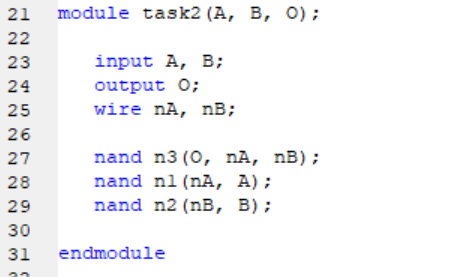 21 module task2(A, B, O);
22
23 input A, B;
24 output O;
25 wire nA, nB;
26
27 nand n3(O, nA, nB);
28 nand n1(nA, A);
29 nand n2(nB, B);
30
31 endmodule